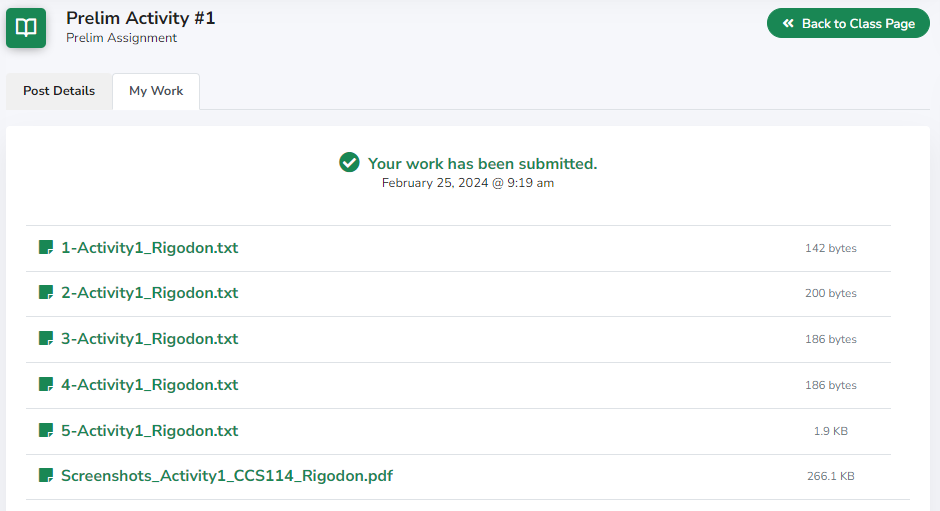 Prelim Activity #1
Prelim Assignment
Back to Class Page
Post Details
My Work
Your work has been submitted.
February 25, 2024 @ 9:19 am
1-Activity1_Rigodon.txt 142 bytes
2-Activity1_Rigodon.txt 200 bytes
3-Activity1_Rigodon.txt 186 bytes
4-Activity1_Rigodon.txt 186 bytes
5-Activity1_Rigodon.txt 1.9 KB
Screenshots_Activity1_CCS114_Rigodon.pdf 266.1 KB